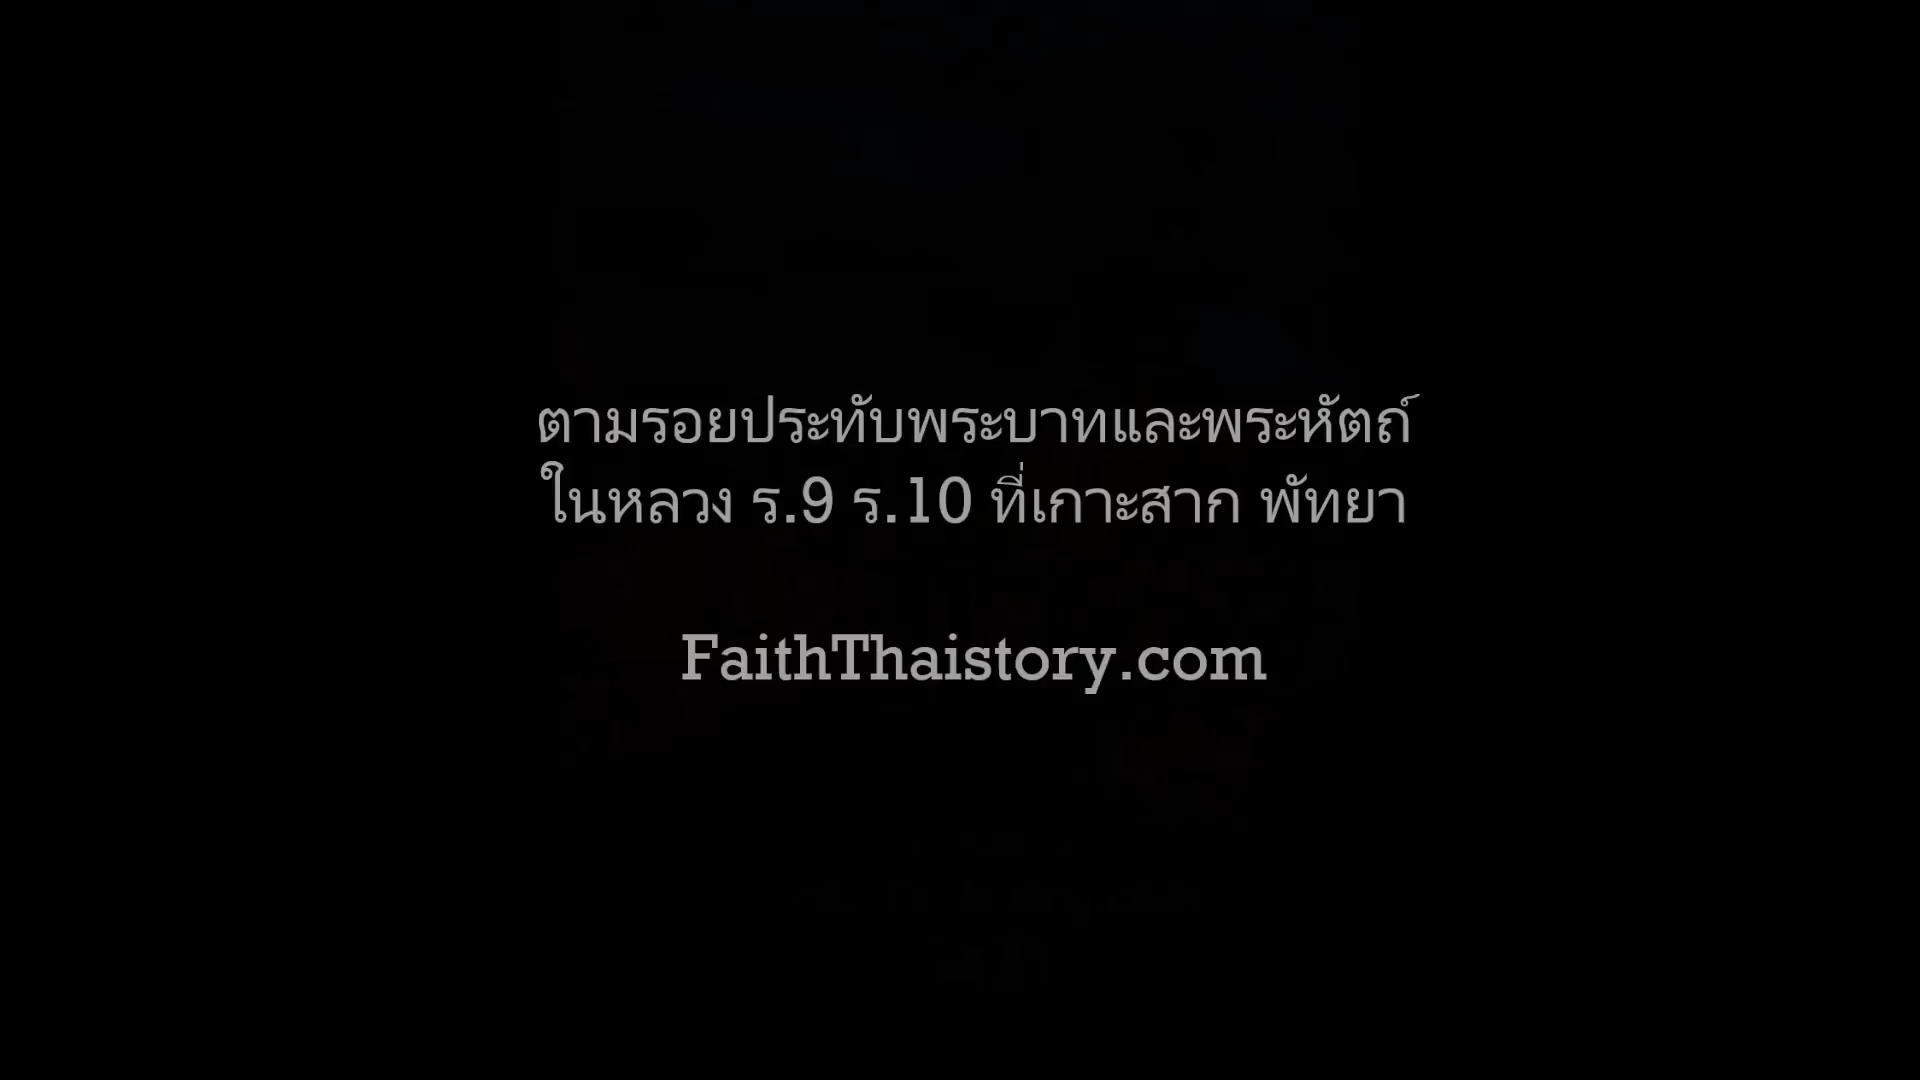 ตามรอยประทับพระบาทและพระหัตถ์
ในหลวง ร.9 ร.10 ที่เกาะสาก พัทยา
FaithThaistory.com